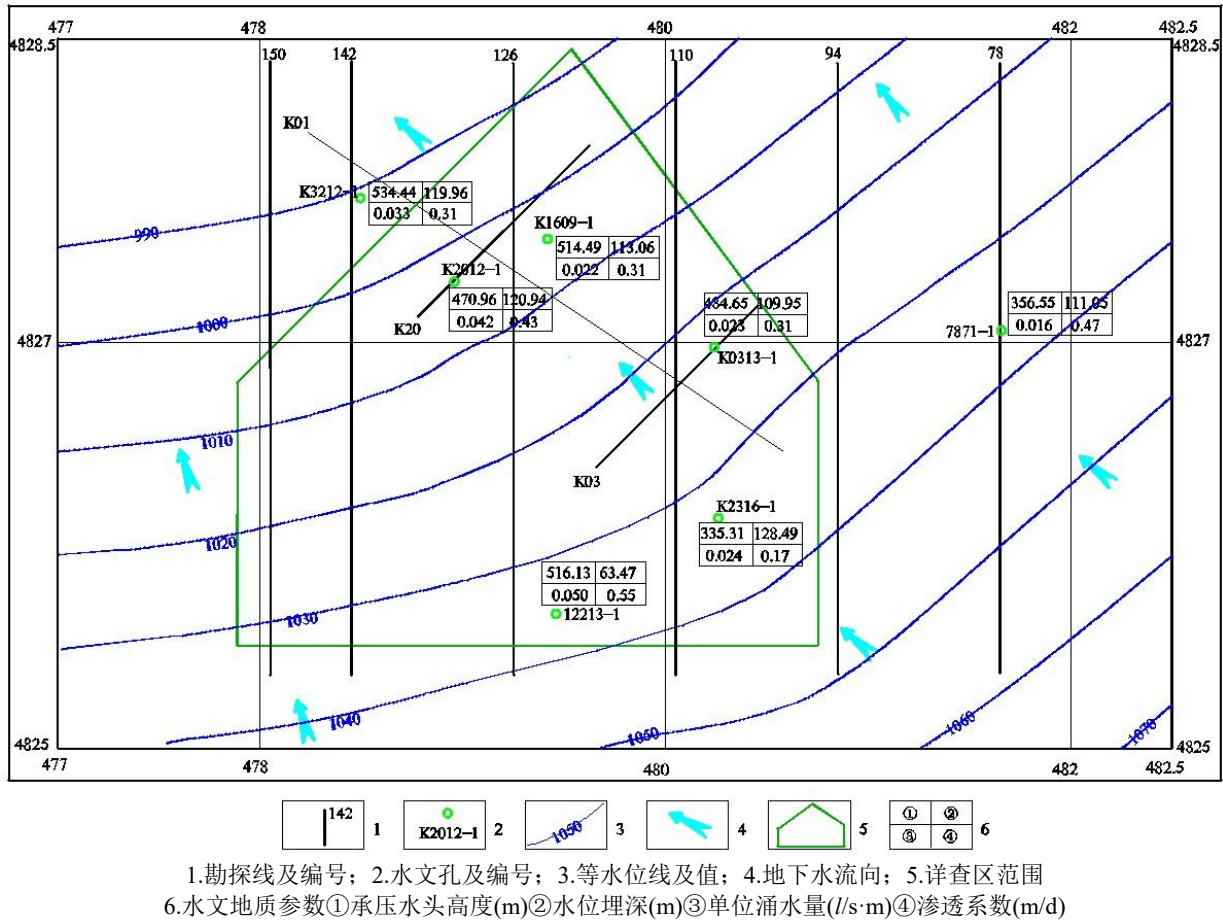 477 478 480 482 482.5
4828.5 4828.5
150 142 126 110 94 78
K01
K3212-1
534.44 119.96
0.033 0.31
K1609-1
514.49 113.06
0.022 0.31
990
K2012-1
470.96 120.94
0.042 0.43
109.95
0.023 0.31
356.55 111.05
0.016 0.47
7871-1
K20
1000
4827 4827
K0313-1
1010
K03
K2316-1
335.31 128.49
0.024 0.17
1020
516.13 63.47
0.050 0.55
12213-1
1030
1040
1050
1060
1070
4825 4825
477 478 480 482 482.5
142 1
K2012-1 2
1050 3
4
5
① ②
③ ④ 6
1.勘探线及编号；2.水文孔及编号；3.等水位线及值；4.地下水流向；5.详查区范围
6.水文地质参数①承压水头高度(m)②水位埋深(m)③单位涌水量(l/s·m)④渗透系数(m/d)